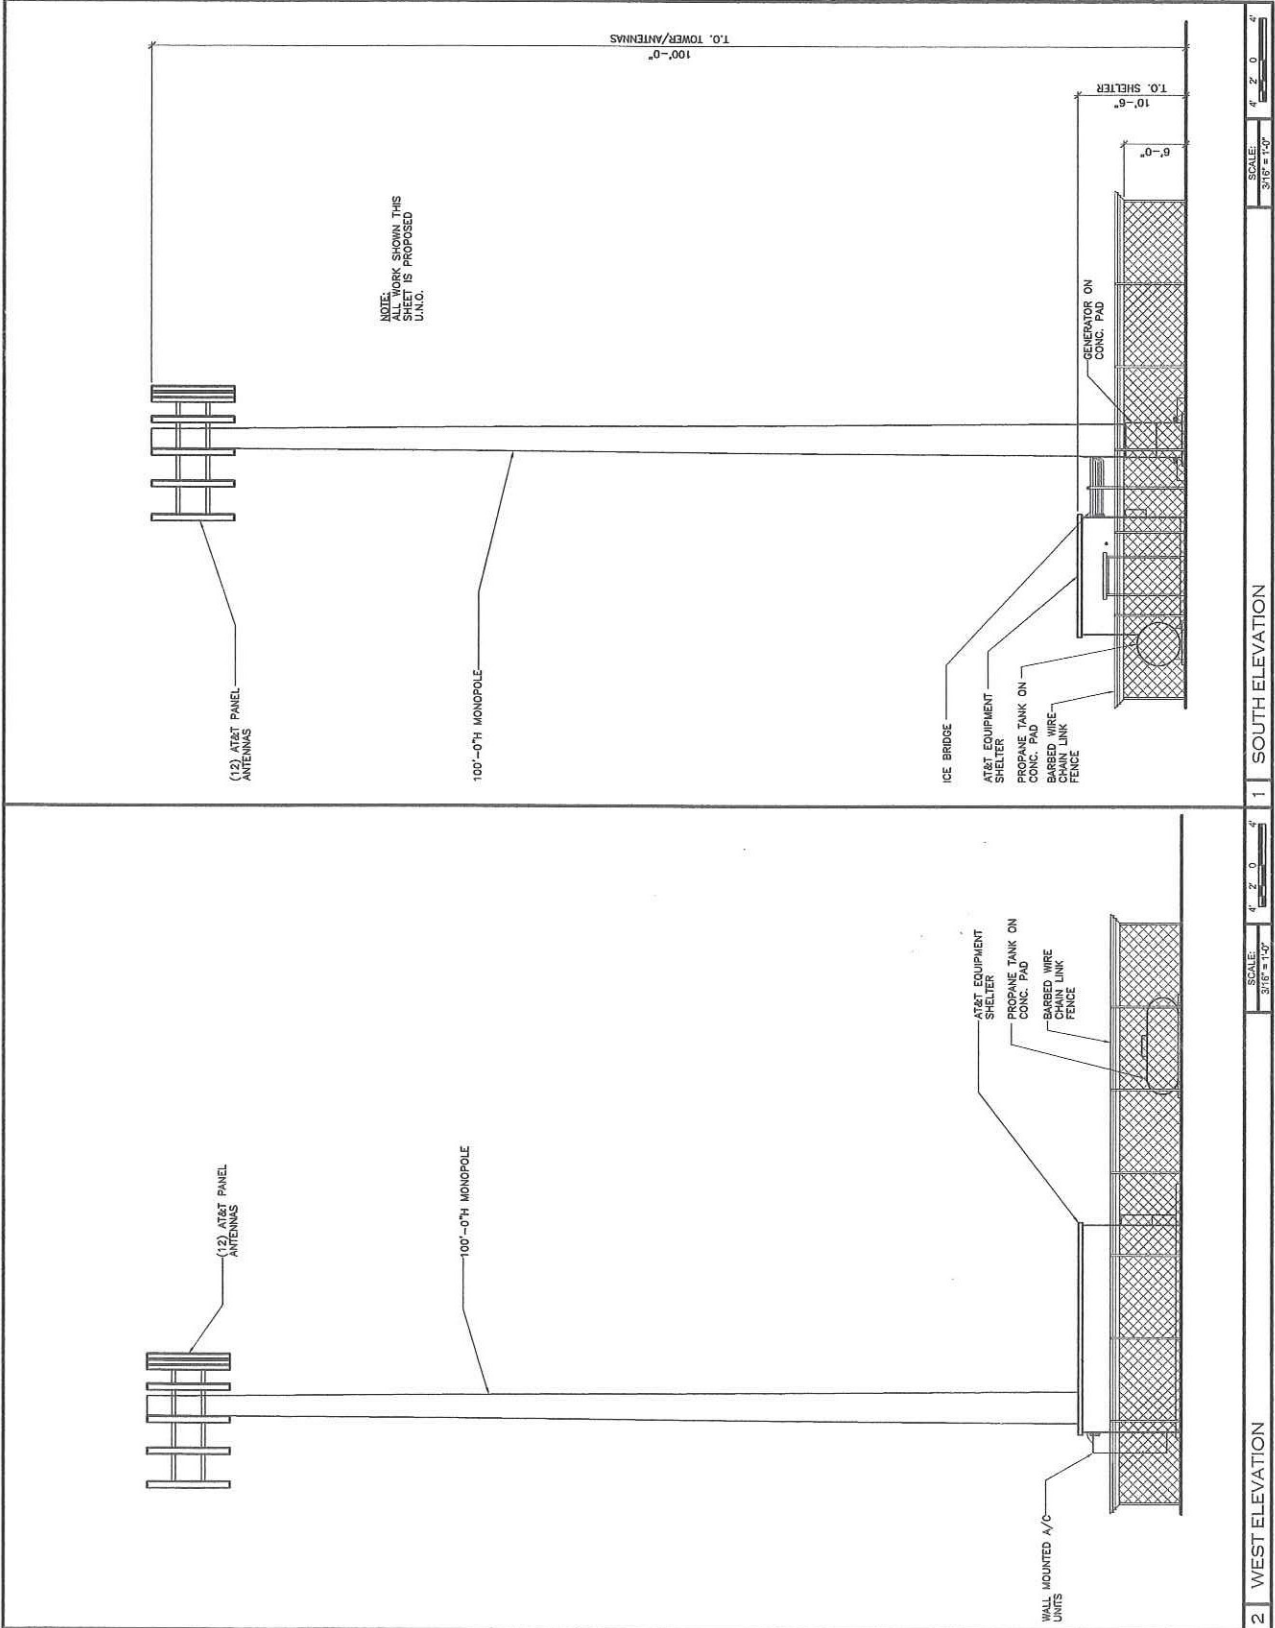 (12) AT&T PANEL
ANTENNAS
100'-0"H MONOPOLE
AT&T EQUIPMENT
SHELTER
PROPANE TANK ON
CONC. PAD
BARBED WIRE
CHAIN LINK
FENCE
WALL MOUNTED A/C
UNITS
2
WEST ELEVATION
SCALE:
3/16" = 1'-0"
4' 2' 0 4'
(12) AT&T PANEL
ANTENNAS
100'-0"H MONOPOLE
NOTE:
ALL WORK SHOWN THIS
SHEET IS PROPOSED
U.N.O.
100'-0"
T.O. TOWER/ANTENNAS
10'-6"
T.O. SHELTER
6'-0"
GENERATOR ON
CONC. PAD
ICE BRIDGE
AT&T EQUIPMENT
SHELTER
PROPANE TANK ON
CONC. PAD
BARBED WIRE
CHAIN LINK
FENCE
1
SOUTH ELEVATION
SCALE:
3/16" = 1'-0"
4' 2' 0 4'